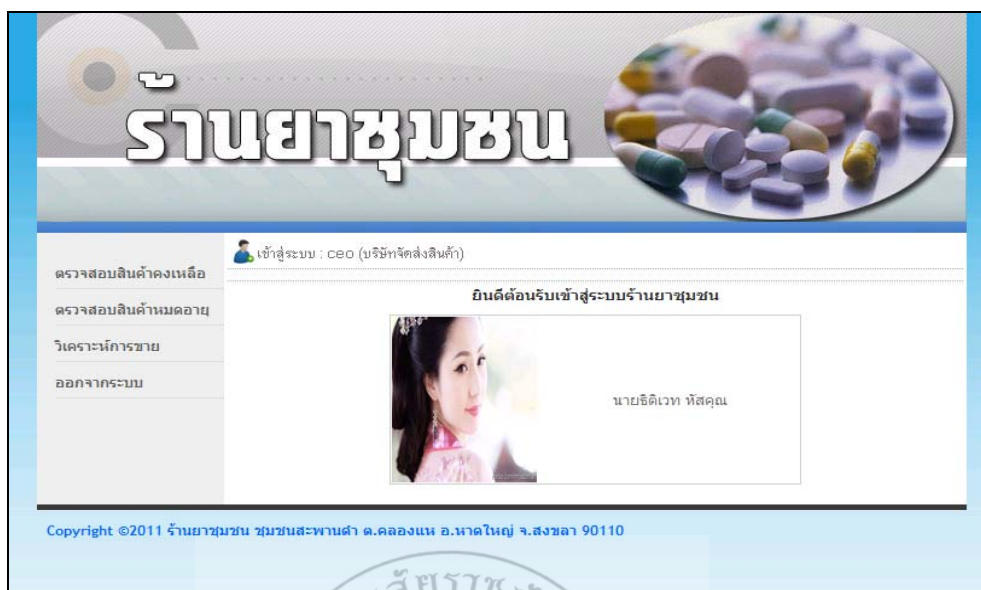 ร้านยาชุมชน
เข้าสู่ระบบ : ceo (บริษัทจัดส่งสินค้า)
ตรวจสอบสินค้าคงเหลือ
ตรวจสอบสินค้าหมดอายุ
วิเคราะห์การขาย
ออกจากระบบ
ยินดีต้อนรับเข้าสู่ระบบร้านยาชุมชน
นายธิติเวท หัสคุณ
Copyright ©2011 ร้านยาชุมชน ชุมชนสะพานดำ ต.คลองแห อ.หาดใหญ่ จ.สงขลา 90110